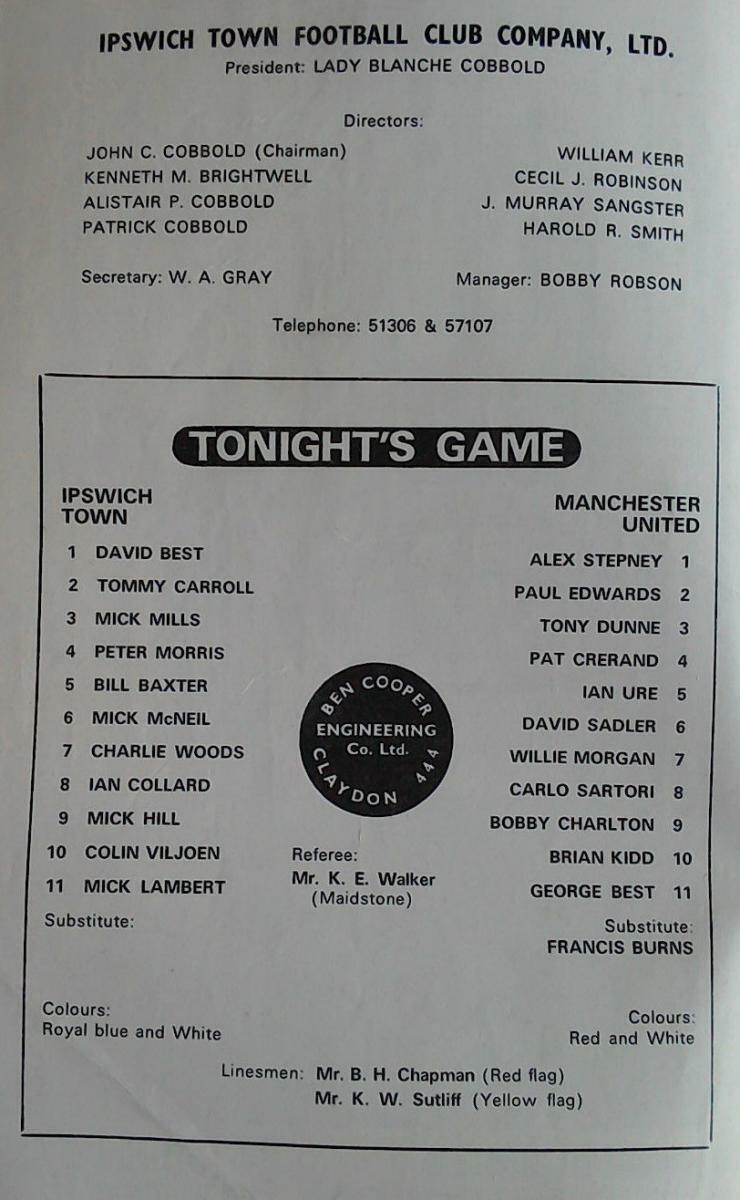 IPSWICH TOWN FOOTBALL CLUB COMPANY, LTD.
President: LADY BLANCHE COBBOLD
Directors:
JOHN C. COBBOLD (Chairman)
KENNETH M. BRIGHTWELL
ALISTAIR P. COBBOLD
PATRICK COBBOLD
WILLIAM KERR
CECIL J. ROBINSON
J. MURRAY SANGSTER
HAROLD R. SMITH
Secretary: W. A. GRAY
Manager: BOBBY ROBSON
Telephone: 51306 & 57107
TONIGHT'S GAME
IPSWICH
TOWN
1 DAVID BEST
2 TOMMY CARROLL
3 MICK MILLS
4 PETER MORRIS
5 BILL BAXTER
6 MICK McNEIL
7 CHARLIE WOODS
8 IAN COLLARD
9 MICK HILL
10 COLIN VILJOEN
11 MICK LAMBERT
Substitute:
Colours:
Royal blue and White
BEN COOPER
ENGINEERING
Co. Ltd.
CLAYDON 444
Referee:
Mr. K. E. Walker
(Maidstone)
MANCHESTER
UNITED
ALEX STEPNEY 1
PAUL EDWARDS 2
TONY DUNNE 3
PAT CRERAND 4
IAN URE 5
DAVID SADLER 6
WILLIE MORGAN 7
CARLO SARTORI 8
BOBBY CHARLTON 9
BRIAN KIDD 10
GEORGE BEST 11
Substitute:
FRANCIS BURNS
Colours:
Red and White
Linesmen: Mr. B. H. Chapman (Red flag)
Mr. K. W. Sutliff (Yellow flag)